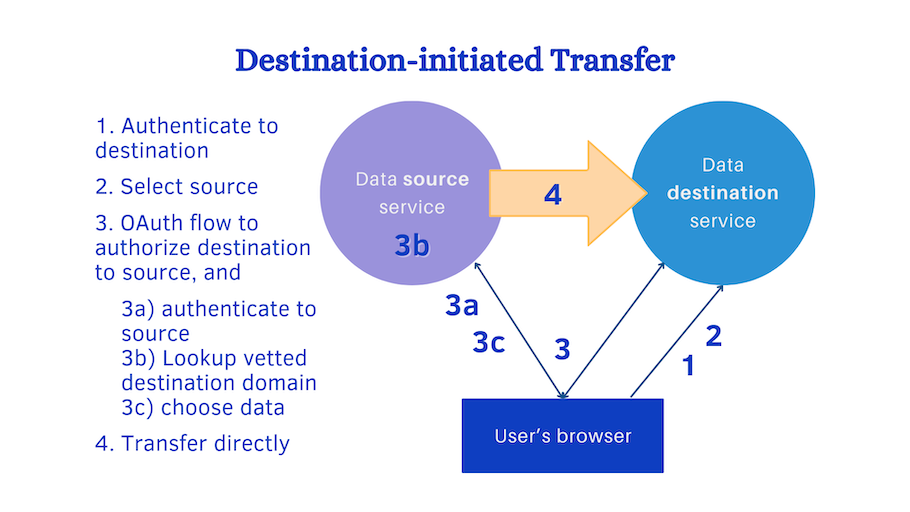 Destination-initiated Transfer
1. Authenticate to
destination
2. Select source
3. OAuth flow to
authorize destination
to source, and
3a) authenticate to
source
3b) Lookup vetted
destination domain
3c) choose data
4. Transfer directly
Data source
service
3b
4
Data
destination
service
3a
3c
3
2
1
User's browser